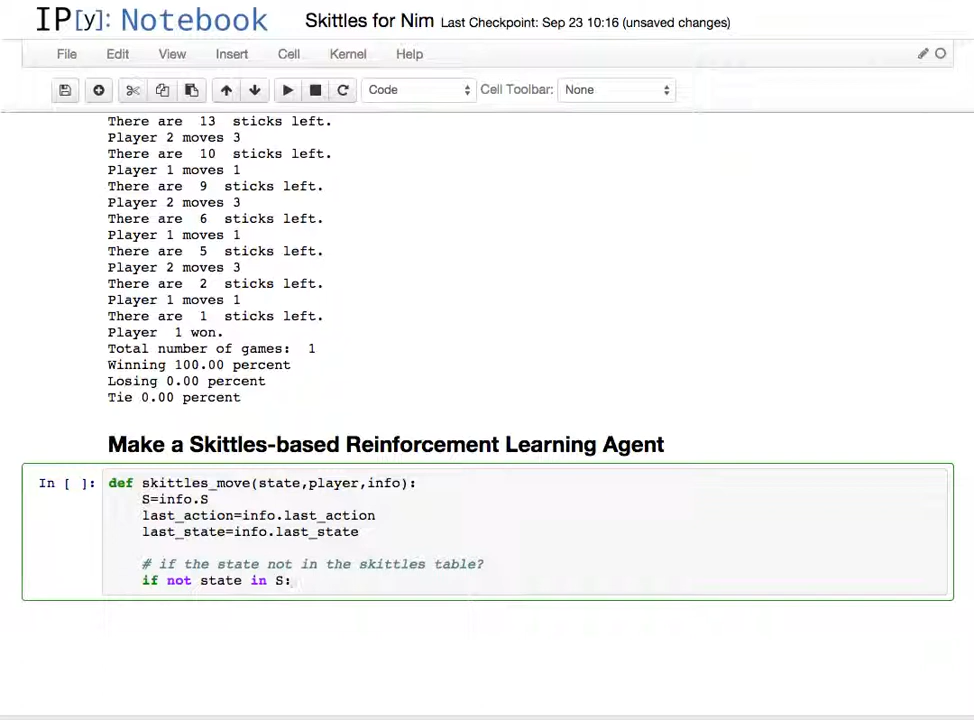 IP[y]: Notebook Skittles for Nim Last Checkpoint: Sep 23 10:16 (unsaved changes)
File Edit View Insert Cell Kernel Help
Code Cell Toolbar: None
There are  13  sticks left.
Player 2 moves 3
There are  10  sticks left.
Player 1 moves 1
There are  9  sticks left.
Player 2 moves 3
There are  6  sticks left.
Player 1 moves 1
There are  5  sticks left.
Player 2 moves 3
There are  2  sticks left.
Player 1 moves 1
There are  1  sticks left.
Player  1 won.
Total number of games:  1
Winning 100.00 percent
Losing 0.00 percent
Tie 0.00 percent
Make a Skittles-based Reinforcement Learning Agent
In [ ]: def skittles_move(state,player,info):
    S=info.S
    last_action=info.last_action
    last_state=info.last_state
    # if the state not in the skittles table?
    if not state in S: